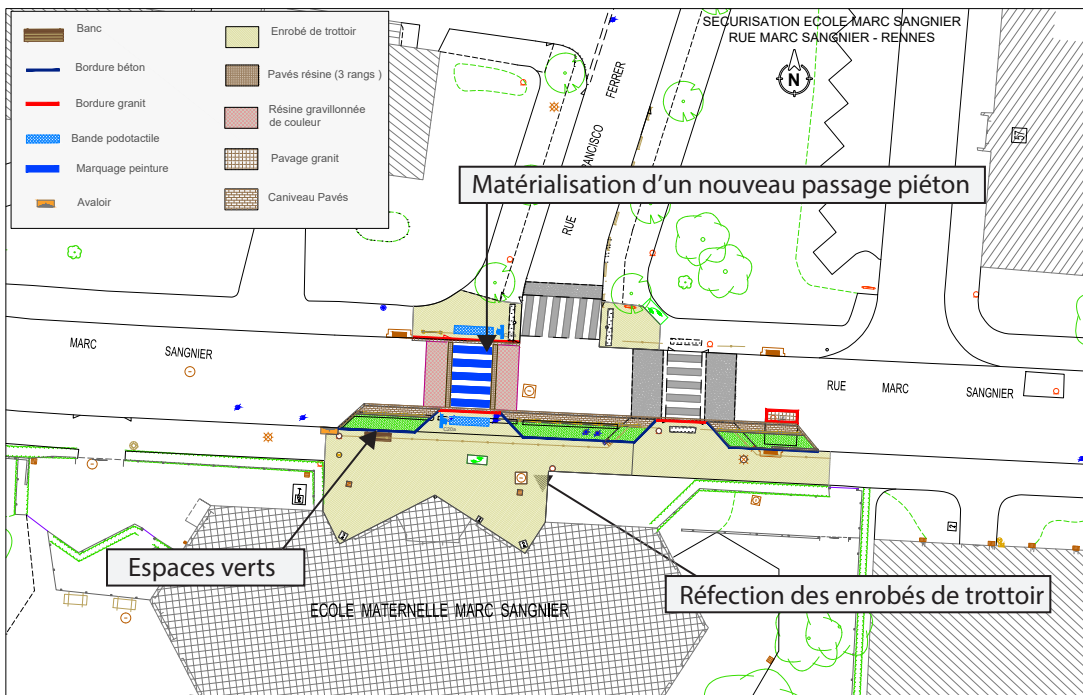 Banc
Bordure béton
Bordure granit
Bande podotactile
Marquage peinture
Avaloir
Enrobé de trottoir
Pavés résine (3 rangs )
Résine gravillonnée
de couleur
Pavage granit
Caniveau Pavés
SECURISATION ECOLE MARC SANGNIER
RUE MARC SANGNIER - RENNES
N
57
RUE FRANCISCO FERRER
Matérialisation d'un nouveau passage piéton
MARC SANGNIER
RUE MARC SANGNIER
Espaces verts
Réfection des enrobés de trottoir
ECOLE MATERNELLE MARC SANGNIER